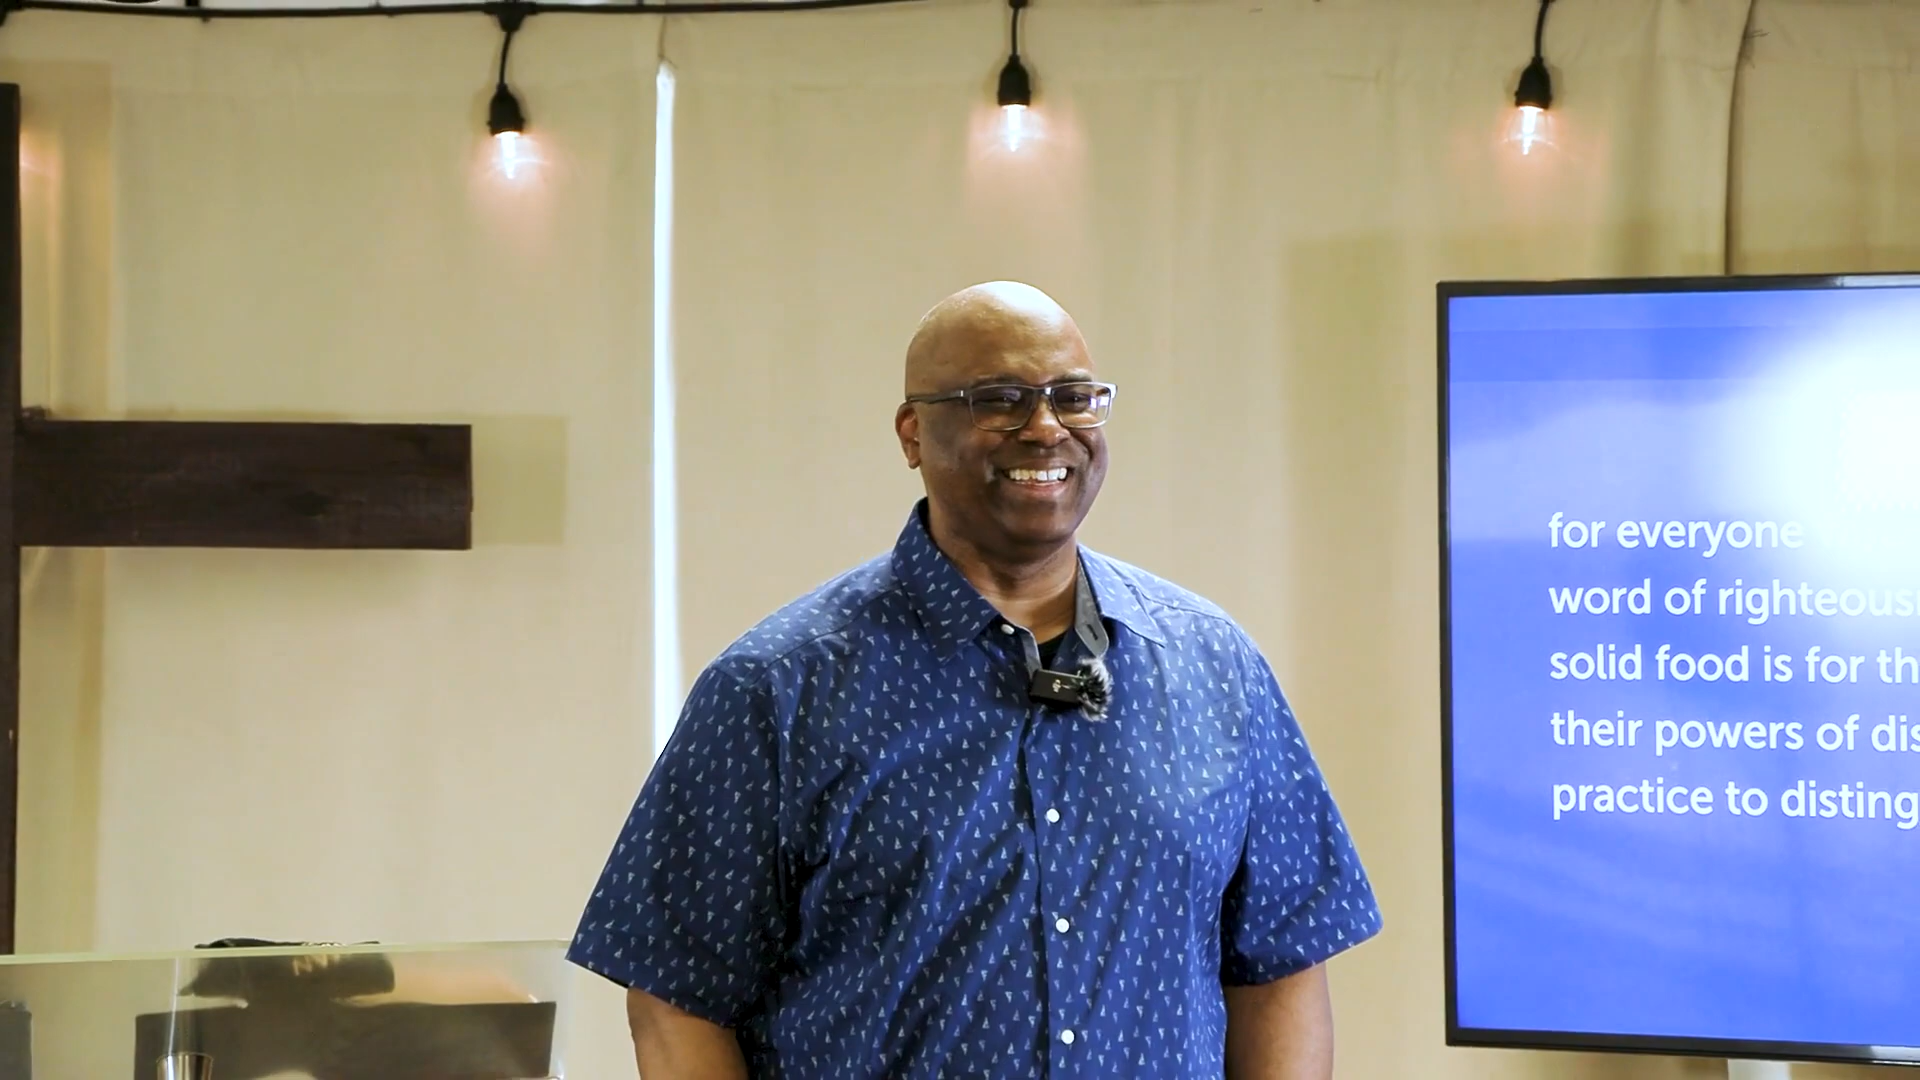 for everyone
word of righteous
solid food is for th
their powers of dis
practice to disting